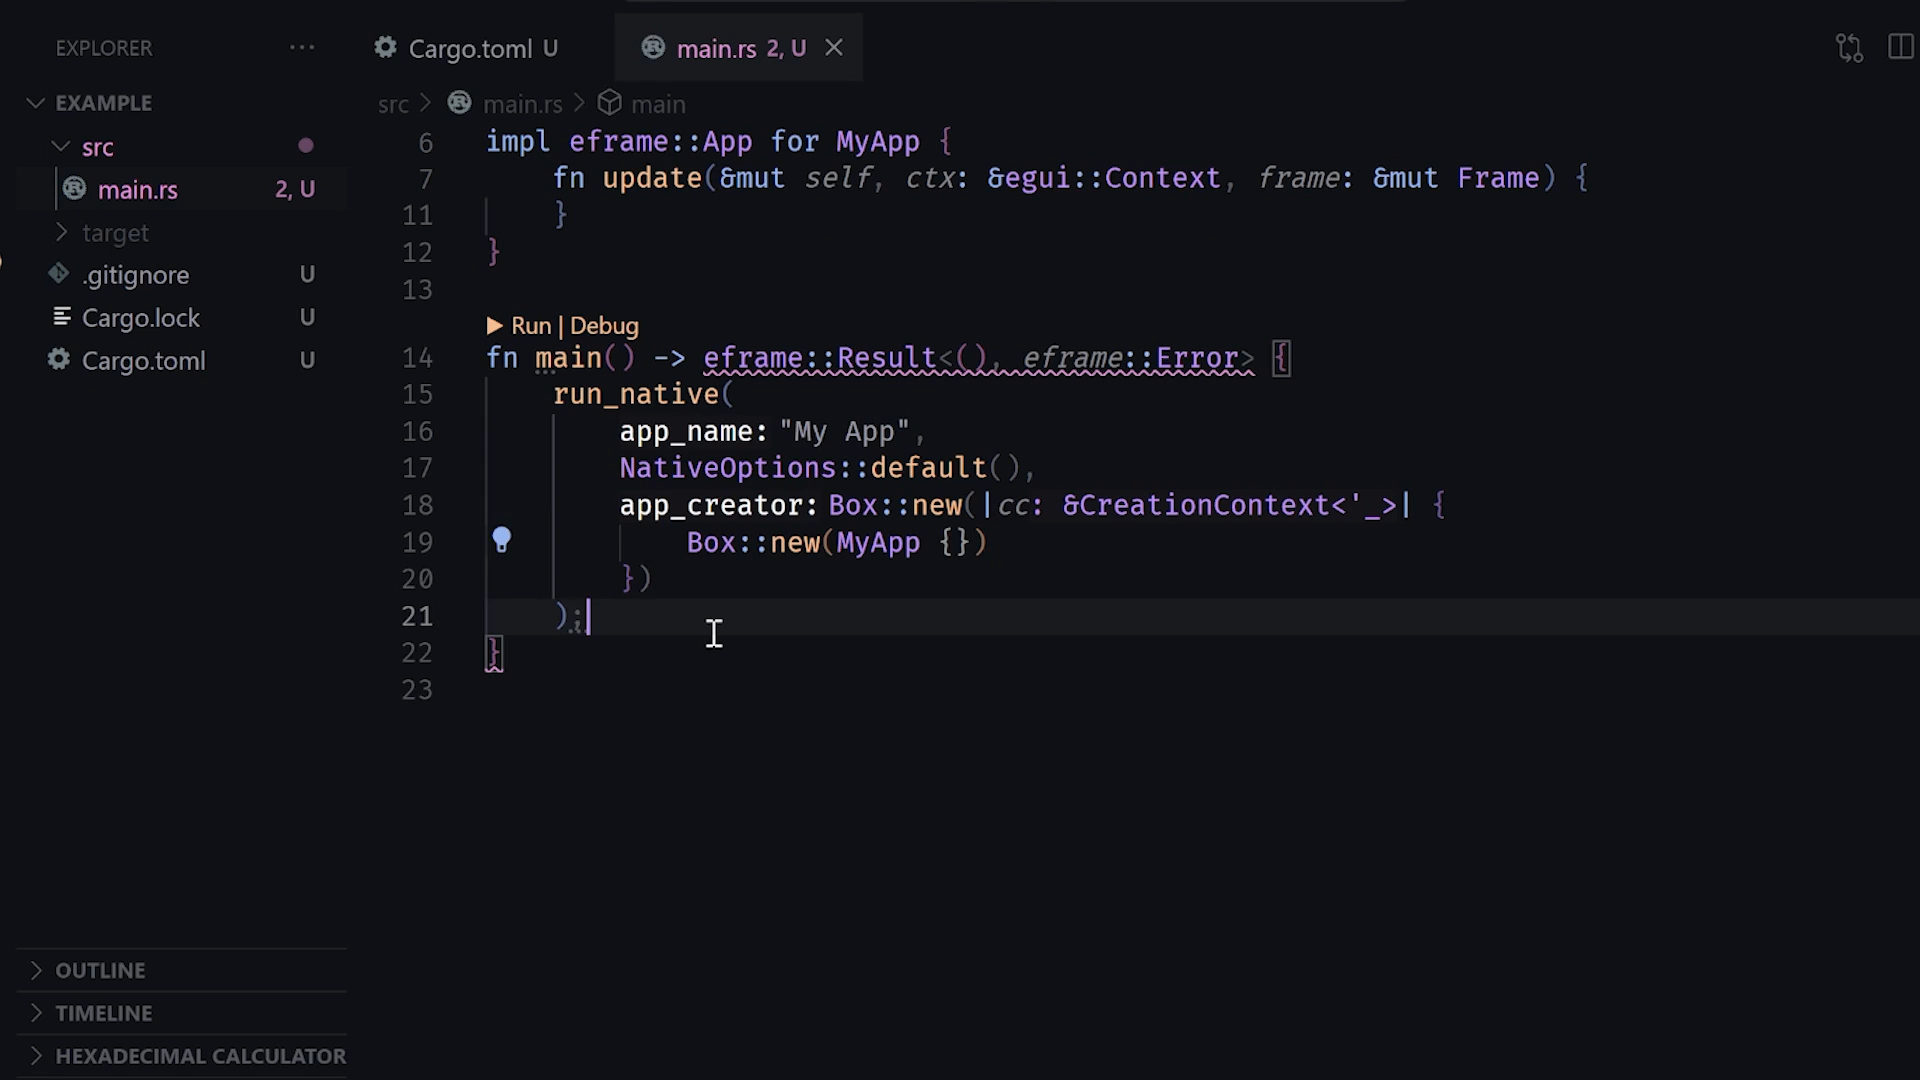 EXPLORER ···
Cargo.toml U
main.rs 2, U
EXAMPLE
src > main.rs > main
src
main.rs 2, U
target
.gitignore U
Cargo.lock U
Cargo.toml U
6 impl eframe::App for MyApp {
7 fn update(&mut self, ctx: &egui::Context, frame: &mut Frame) {
11 }
12 }
13
Run | Debug
14 fn main() -> eframe::Result<(), eframe::Error> {
15 run_native(
16 app_name: "My App",
17 NativeOptions::default(),
18 app_creator: Box::new(|cc: &CreationContext<'_>| {
19 Box::new(MyApp {})
20 })
21 );
22 }
23
OUTLINE
TIMELINE
HEXADECIMAL CALCULATOR